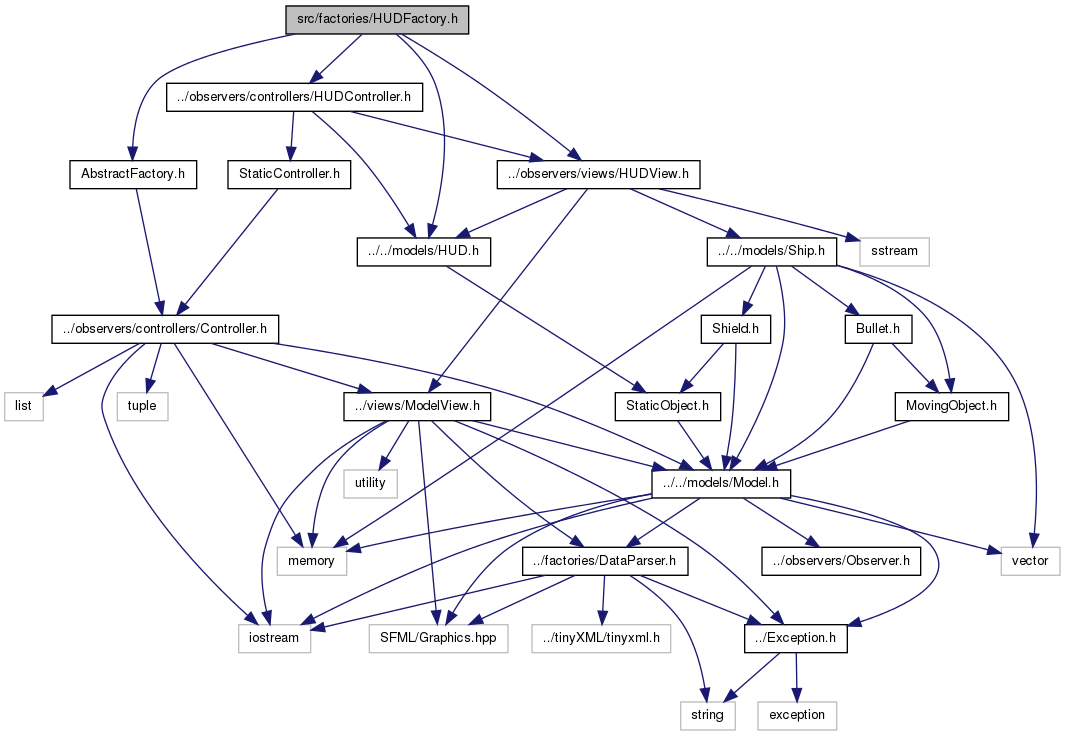 src/factories/HUDFactory.h
../observers/controllers/HUDController.h
AbstractFactory.h
StaticController.h
../observers/views/HUDView.h
../../models/HUD.h
../../models/Ship.h
sstream
../observers/controllers/Controller.h
Shield.h
Bullet.h
list
tuple
../views/ModelView.h
StaticObject.h
MovingObject.h
utility
../../models/Model.h
memory
../factories/DataParser.h
../observers/Observer.h
vector
iostream
SFML/Graphics.hpp
../tinyXML/tinyxml.h
../Exception.h
string
exception